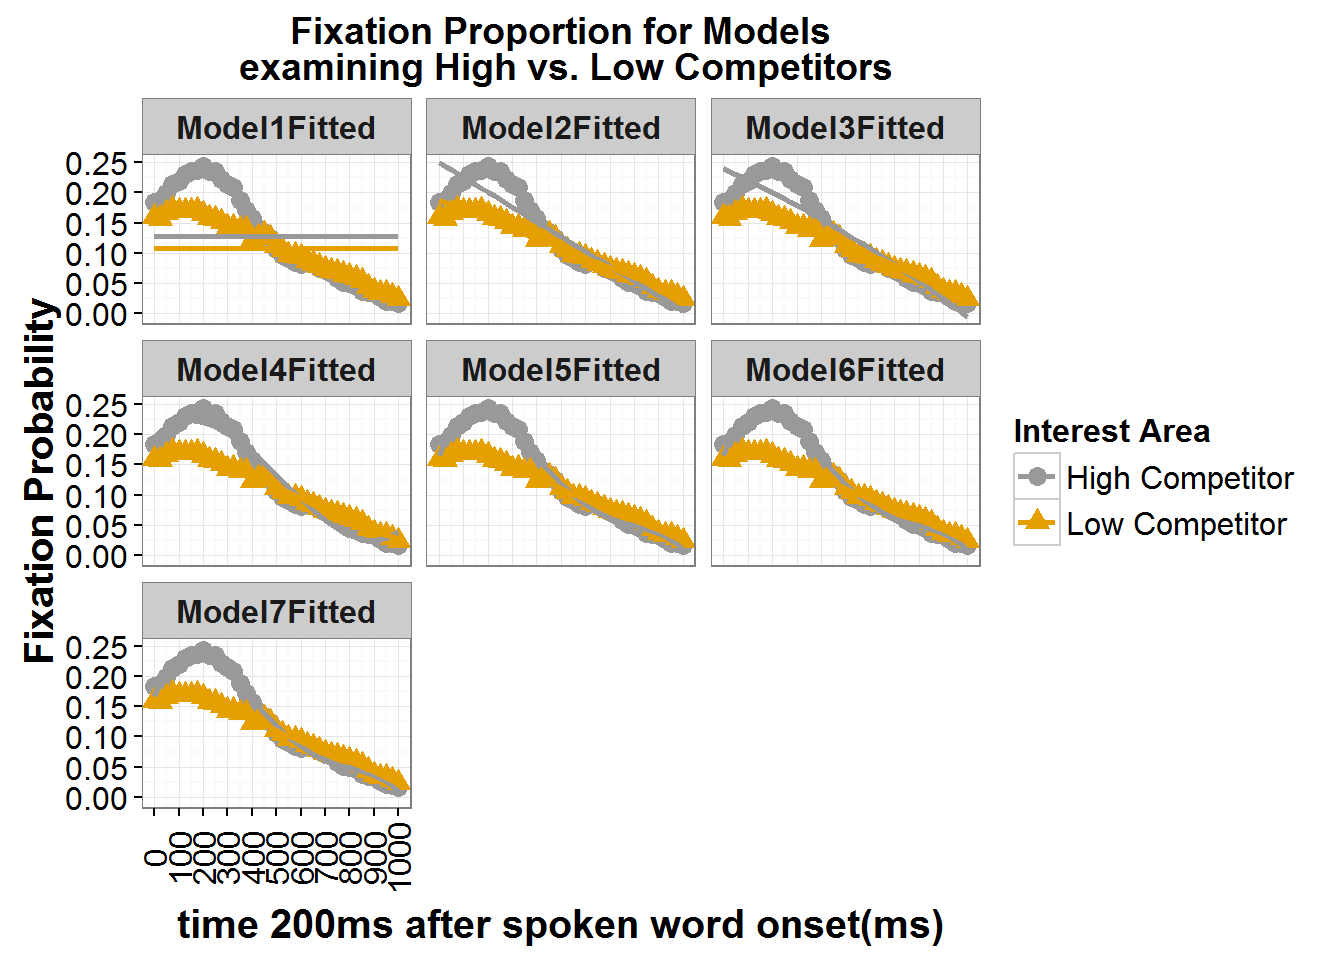 Fixation Proportion for Models
examining High vs. Low Competitors
Model1Fitted Model2Fitted Model3Fitted
0.25
0.20
0.15
0.10
0.05
0.00
Model4Fitted Model5Fitted Model6Fitted
0.25
0.20
0.15
0.10
0.05
0.00
Model7Fitted
0.25
0.20
0.15
0.10
0.05
0.00
0 100 200 300 400 500 600 700 800 900 1000
time 200ms after spoken word onset(ms)
Fixation Probability
Interest Area
High Competitor
Low Competitor